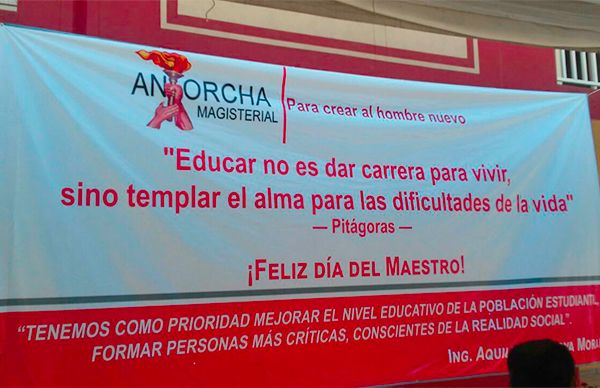 ANTORCHA
MAGISTERIAL
Para crear al hombre nuevo
"Educar no es dar carrera para vivir,
sino templar el alma para las dificultades de la vida"
— Pitágoras —
¡FELIZ DÍA DEL MAESTRO!
“TENEMOS COMO PRIORIDAD MEJORAR EL NIVEL EDUCATIVO DE LA POBLACIÓN ESTUDIANTIL,
FORMAR PERSONAS MÁS CRÍTICAS, CONSCIENTES DE LA REALIDAD SOCIAL”.
ING.